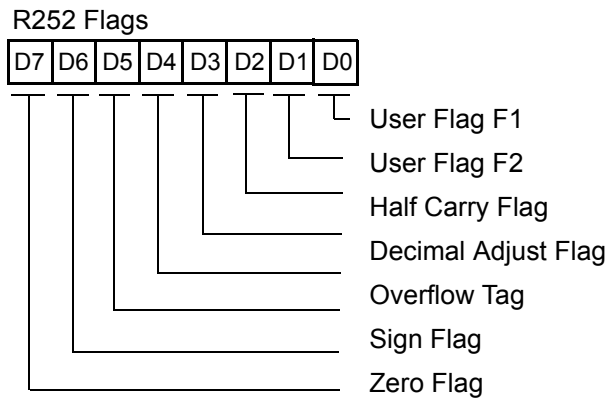 R252 Flags
D7 D6 D5 D4 D3 D2 D1 D0
User Flag F1
User Flag F2
Half Carry Flag
Decimal Adjust Flag
Overflow Tag
Sign Flag
Zero Flag